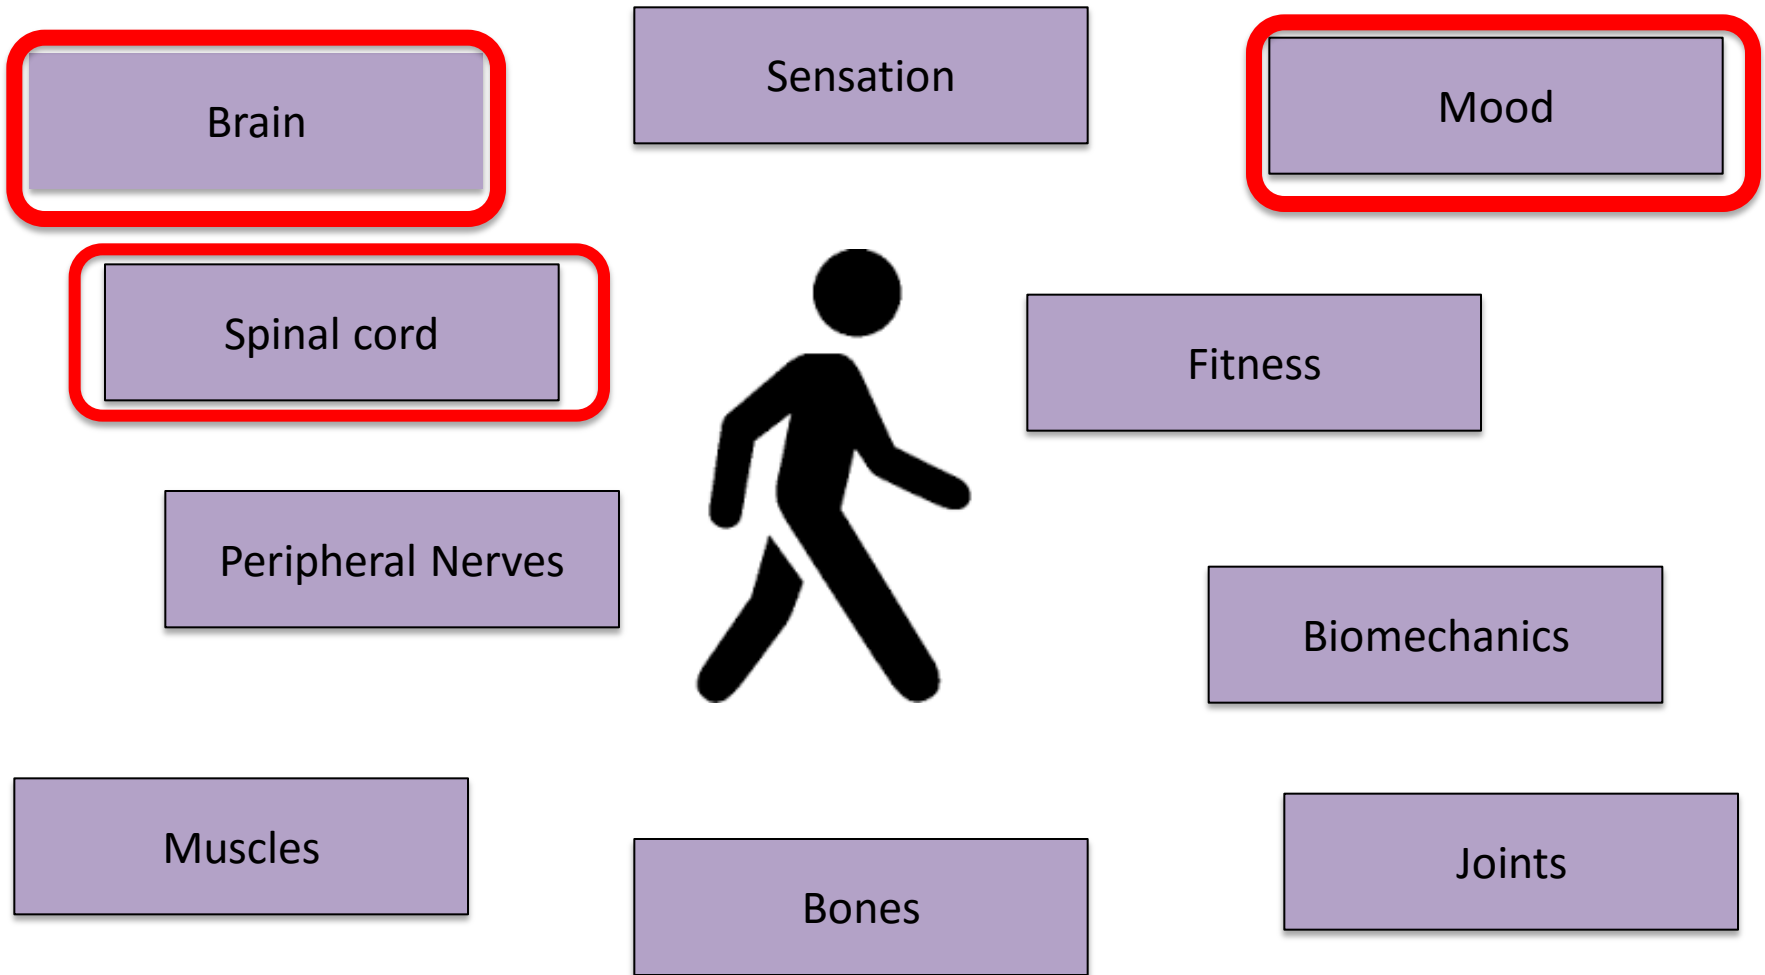 Sensation
Mood
Brain
Spinal cord
Fitness
Peripheral Nerves
Biomechanics
Muscles
Joints
Bones